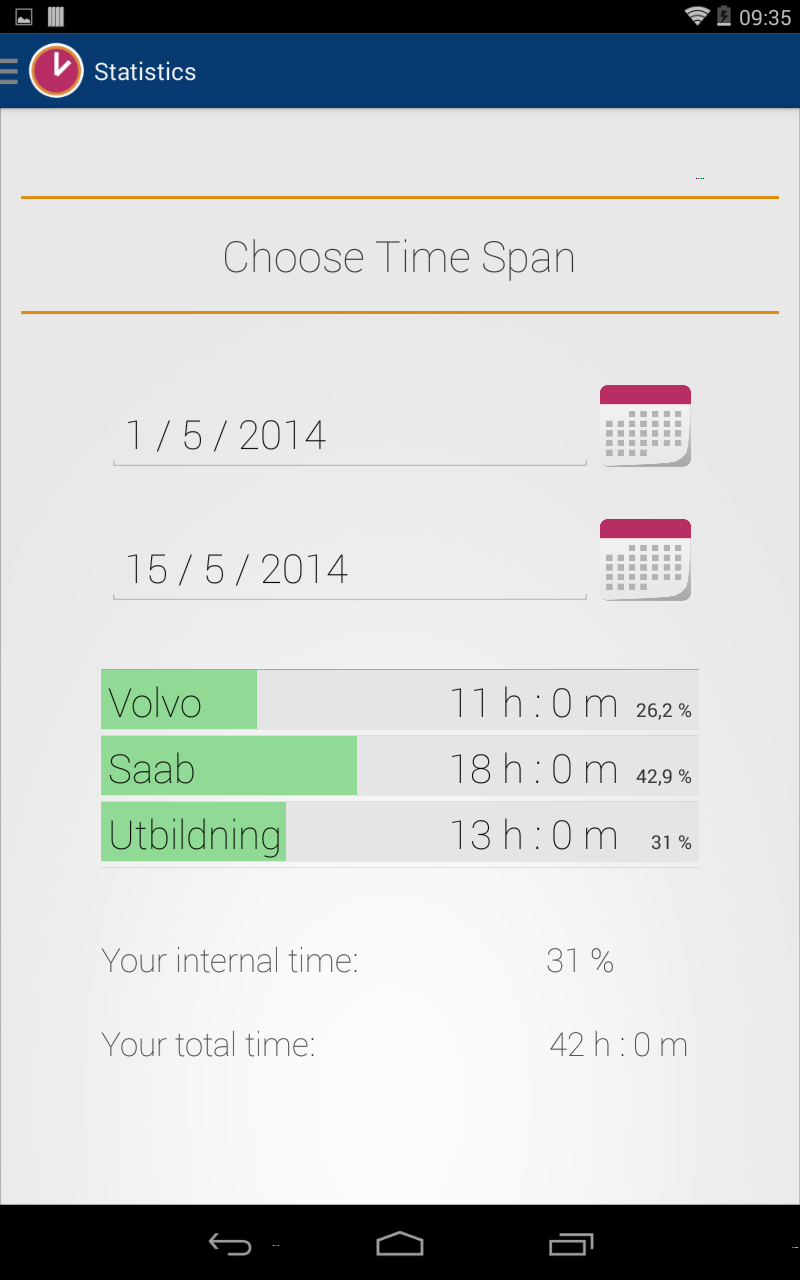 09:35
Statistics
Choose Time Span
1 / 5 / 2014
15 / 5 / 2014
Volvo 11 h : 0 m 26,2 %
Saab 18 h : 0 m 42,9 %
Utbildning 13 h : 0 m 31 %
Your internal time: 31 %
Your total time: 42 h : 0 m